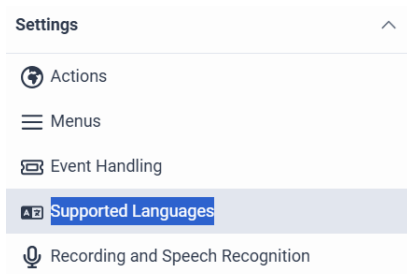 Settings
Actions
Menus
Event Handling
Supported Languages
Recording and Speech Recognition